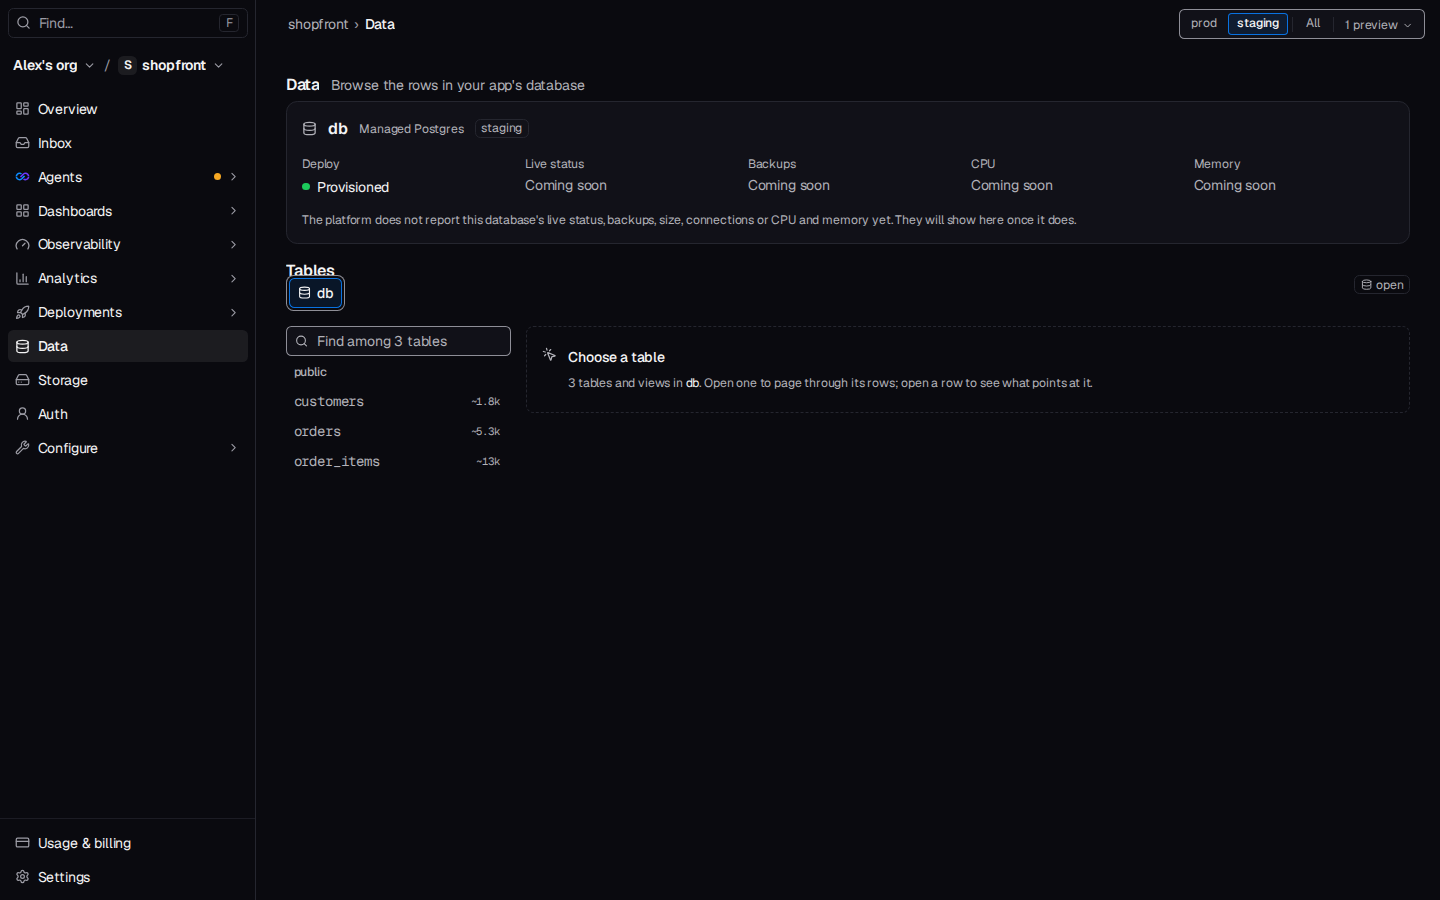 Find... F
Alex's org / S shopfront
Overview
Inbox
Agents
Dashboards
Observability
Analytics
Deployments
Data
Storage
Auth
Configure
Usage & billing
Settings
shopfront › Data
prod staging All 1 preview
Data Browse the rows in your app's database
db Managed Postgres staging
Deploy Live status Backups CPU Memory
Provisioned Coming soon Coming soon Coming soon Coming soon
The platform does not report this database's live status, backups, size, connections or CPU and memory yet. They will show here once it does.
Tables
db open
Find among 3 tables
public
customers ~1.8k
orders ~5.3k
order_items ~13k
Choose a table
3 tables and views in db. Open one to page through its rows; open a row to see what points at it.